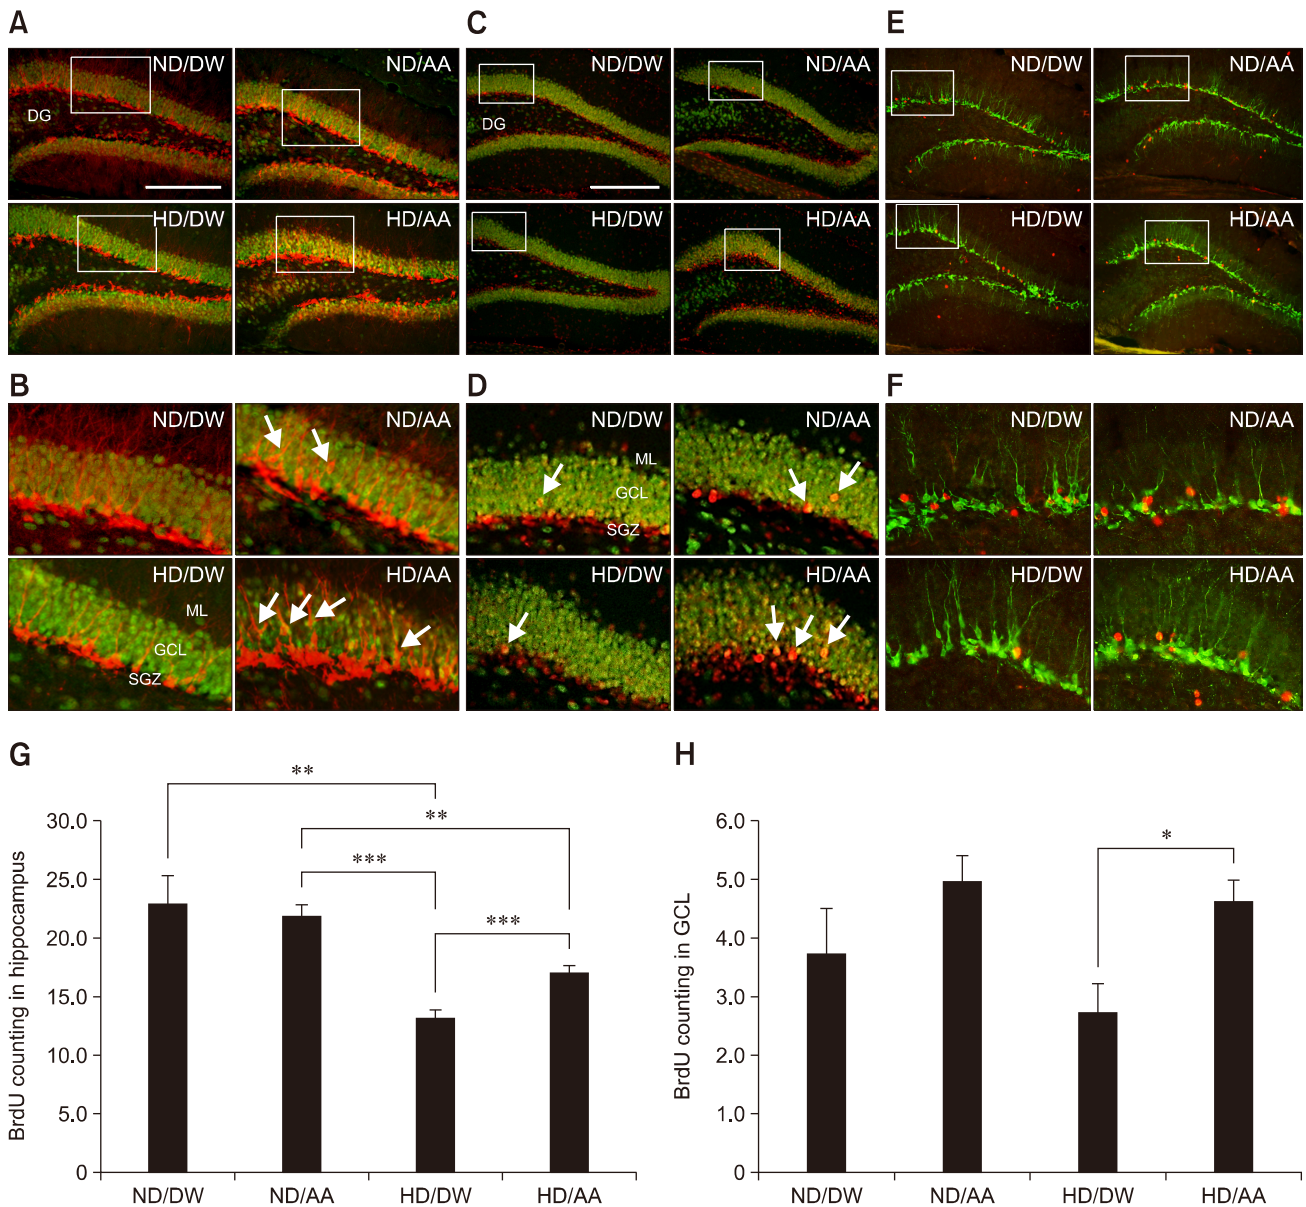 A
C
E
ND/DW
ND/AA
ND/DW
ND/AA
ND/DW
ND/AA
DG
DG
HD/DW
HD/AA
HD/DW
HD/AA
HD/DW
HD/AA
B
D
F
ND/DW
ND/AA
ND/DW
ND/AA
ND/DW
ND/AA
ML
GCL
SGZ
HD/DW
HD/AA
HD/DW
HD/AA
HD/DW
HD/AA
ML
GCL
SGZ
G
**
**
***
***
BrdU counting in hippocampus
30.0
25.0
20.0
15.0
10.0
5.0
0
ND/DW
ND/AA
HD/DW
HD/AA
H
*
BrdU counting in GCL
6.0
5.0
4.0
3.0
2.0
1.0
0
ND/DW
ND/AA
HD/DW
HD/AA